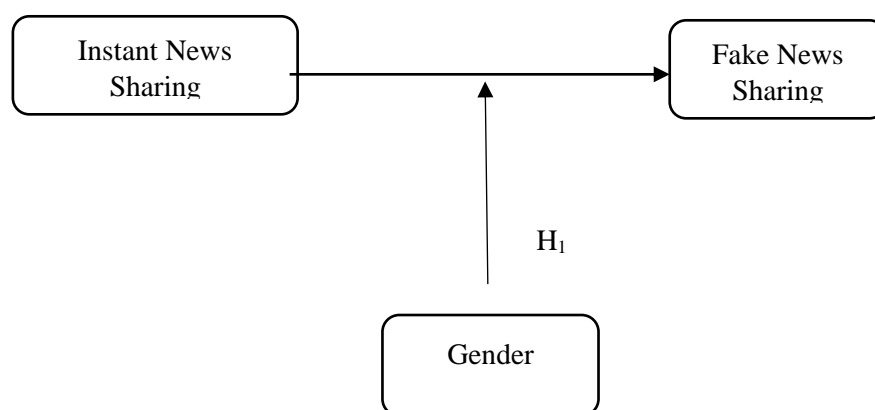 Instant News
Sharing
Fake News
Sharing
H₁
Gender